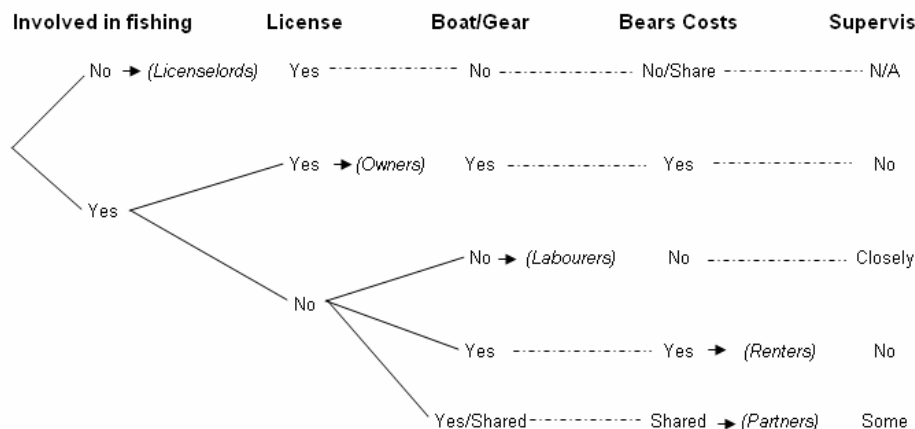 Involved in fishing License Boat/Gear Bears Costs Supervis
No (Licenselords) Yes No No/Share N/A
Yes (Owners) Yes Yes No
Yes
No (Labourers) No Closely
No
Yes Yes (Renters) No
Yes/Shared Shared (Partners) Some